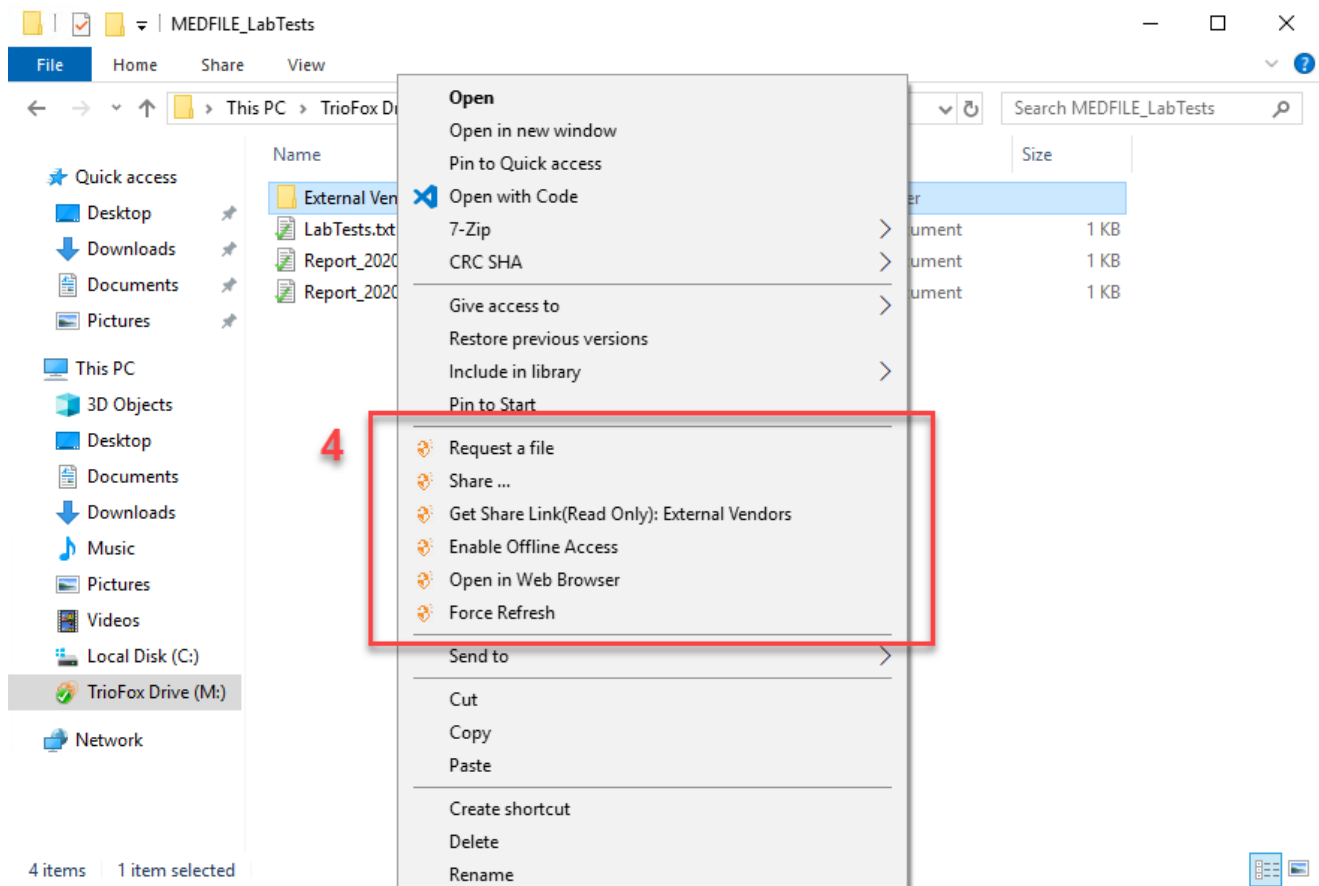 MEDFILE_LabTests
File Home Share View
This PC > TrioFox Dr
Search MEDFILE_LabTests
Name
Size
Quick access
Desktop
Downloads
Documents
Pictures
This PC
3D Objects
Desktop
Documents
Downloads
Music
Pictures
Videos
Local Disk (C:)
TrioFox Drive (M:)
Network
External Ven
er
LabTests.txt
ument 1 KB
Report_2020
ument 1 KB
Report_2020
ument 1 KB
Open
Open in new window
Pin to Quick access
Open with Code
7-Zip
CRC SHA
Give access to
Restore previous versions
Include in library
Pin to Start
4
Request a file
Share ...
Get Share Link(Read Only): External Vendors
Enable Offline Access
Open in Web Browser
Force Refresh
Send to
Cut
Copy
Paste
Create shortcut
Delete
Rename
4 items 1 item selected